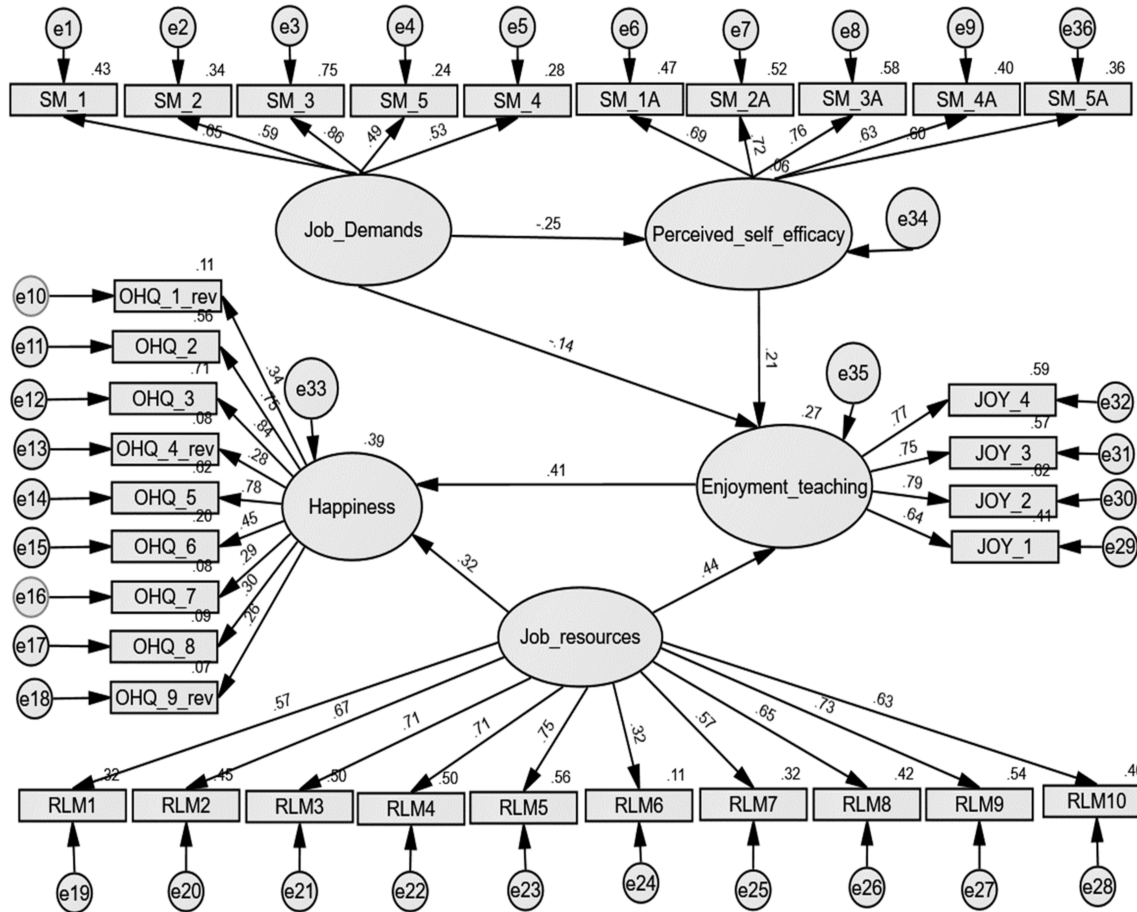 e1 e2 e3 e4 e5 e6 e7 e8 e9 e36
.43 .34 .75 .24 .28 .47 .52 .58 .40 .36
SM_1 SM_2 SM_3 SM_5 SM_4 SM_1A SM_2A SM_3A SM_4A SM_5A
.65 .59 .86 .49 .53 .69 .72 .76 .63 .60
.06
Job_Demands -.25 Perceived_self_efficacy e34
.11
e10 OHQ_1_rev
.56
e11 OHQ_2
.71
e12 OHQ_3
.08
e13 OHQ_4_rev
.62
e14 OHQ_5
.20
e15 OHQ_6
.08
e16 OHQ_7
.09
e17 OHQ_8
.07
e18 OHQ_9_rev
.34
.75
.84
.28
.78
.45
.29
.30
.26
e33
.39
Happiness
-.14
.21
e35
.27
.41
Enjoyment_teaching
.77
.75
.79
.64
.59
JOY_4 e32
.57
JOY_3 e31
.62
JOY_2 e30
.41
JOY_1 e29
.32 .44
Job_resources
.57 .67 .71 .71 .75 .32 .57 .65 .73 .63
.32 .45 .50 .50 .56 .11 .32 .42 .54
RLM1 RLM2 RLM3 RLM4 RLM5 RLM6 RLM7 RLM8 RLM9 RLM10
e19 e20 e21 e22 e23 e24 e25 e26 e27 e28